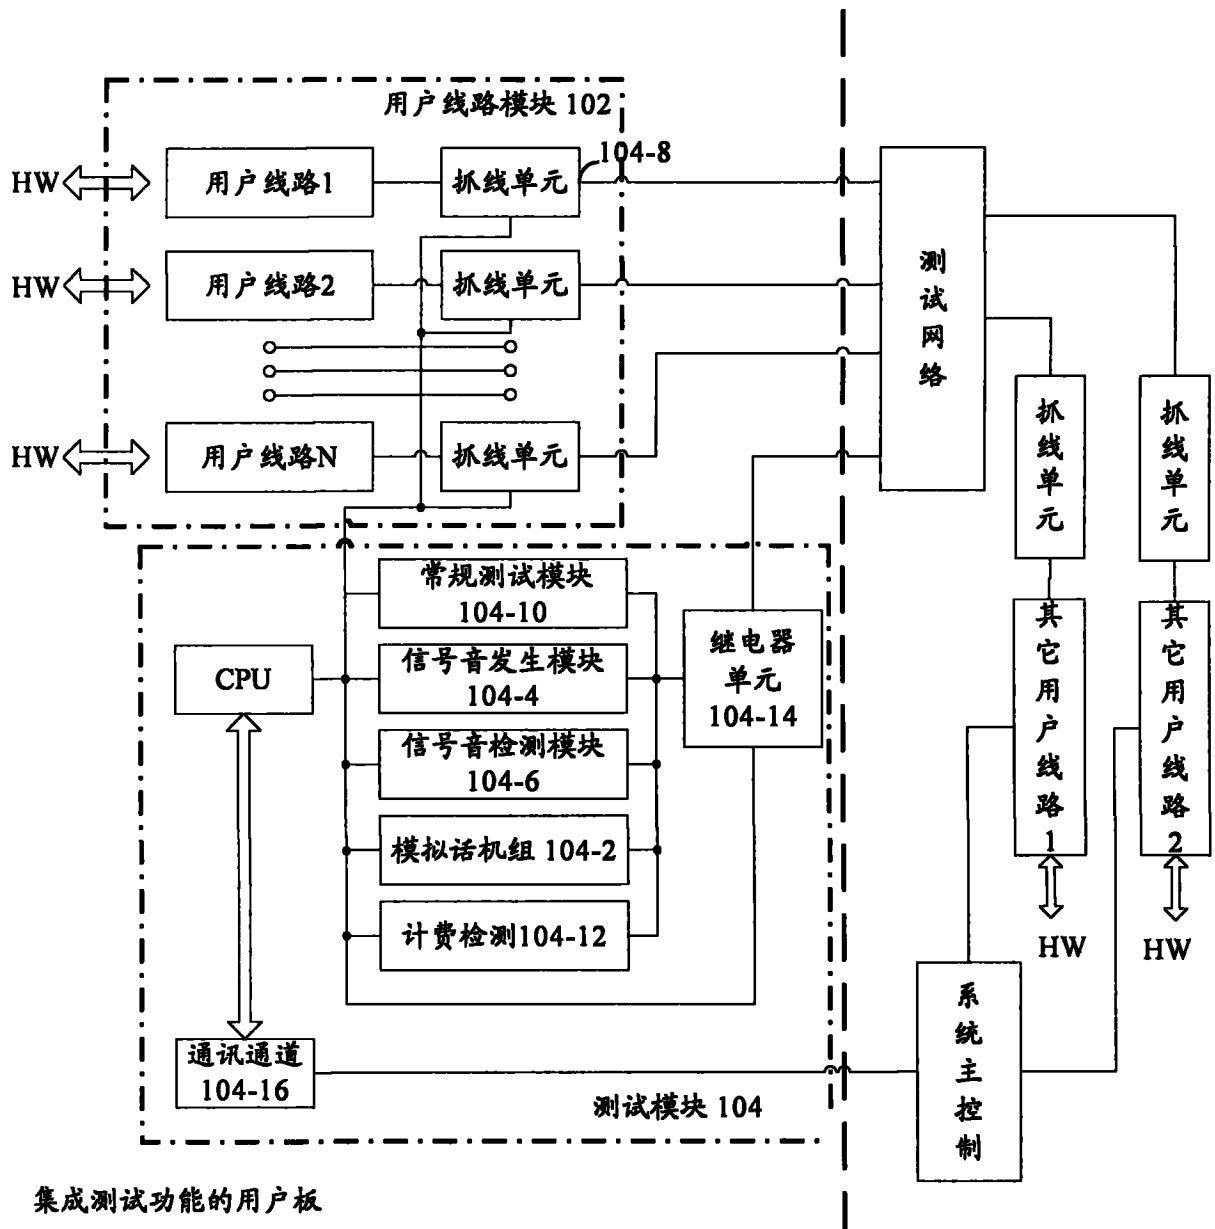 用户线路模块 102
104-8
HW
用户线路1
抓线单元
HW
用户线路2
抓线单元
HW
用户线路N
抓线单元
测试网络
抓线单元
抓线单元
其它用户线路1
其它用户线路2
HW
HW
常规测试模块
104-10
CPU
信号音发生模块
104-4
信号音检测模块
104-6
模拟话机组 104-2
计费检测104-12
继电器
单元
104-14
通讯通道
104-16
测试模块 104
系统主控制
集成测试功能的用户板